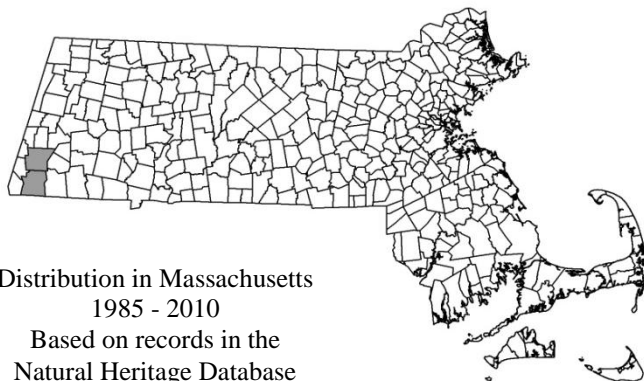 Distribution in Massachusetts
1985 - 2010
Based on records in the
Natural Heritage Database